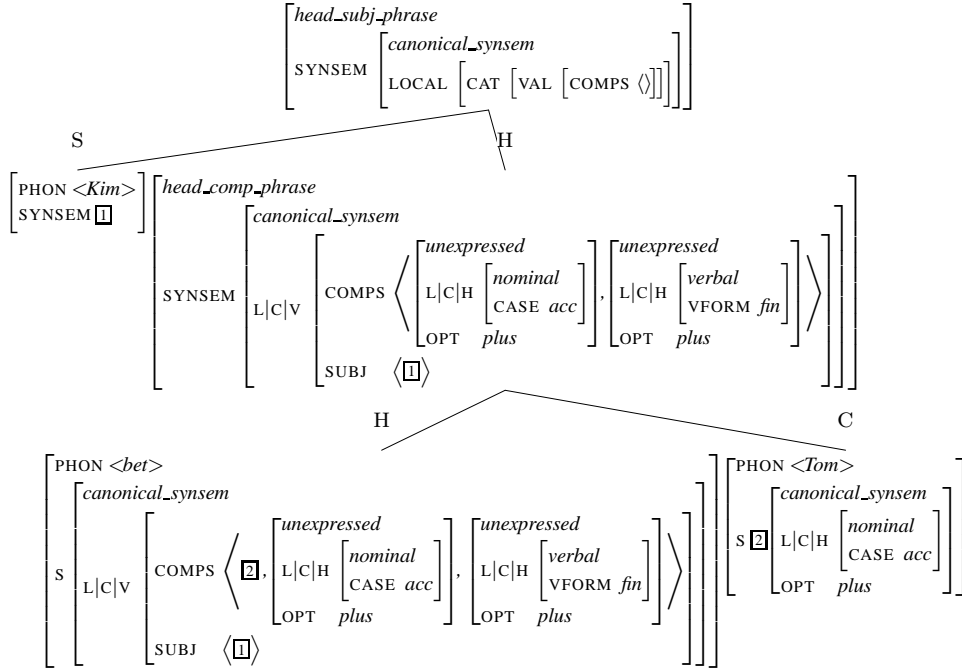 head_subj_phrase
canonical_synsem
SYNSEM
LOCAL [CAT [VAL [COMPS ⟨⟩]]]
S H
PHON <Kim>
SYNSEM 1
head_comp_phrase
canonical_synsem
unexpressed unexpressed
nominal verbal
COMPS ⟨ L|C|H , L|C|H ⟩
SYNSEM
L|C|V
CASE acc VFORM fin
OPT plus OPT plus
SUBJ ⟨1⟩
H C
PHON <bet>
canonical_synsem
unexpressed unexpressed
nominal verbal
S
L|C|V
COMPS ⟨ 2 , L|C|H , L|C|H ⟩
CASE acc VFORM fin
OPT plus OPT plus
SUBJ ⟨1⟩
PHON <Tom>
canonical_synsem
nominal
S 2 L|C|H
CASE acc
OPT plus